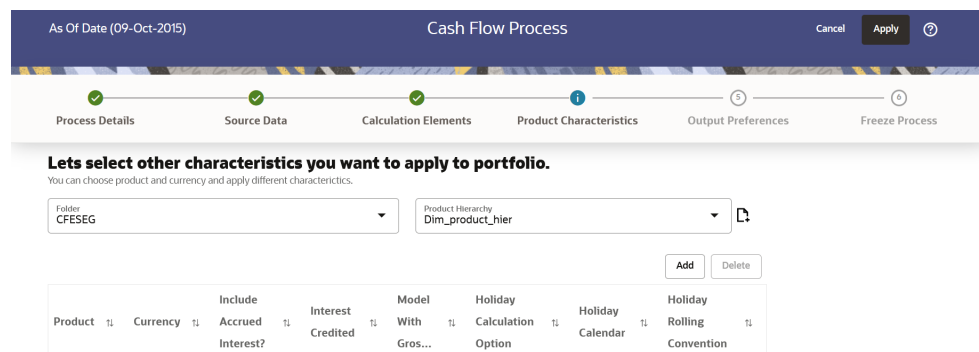 As Of Date (09-Oct-2015) Cash Flow Process Cancel Apply ?
i 5 6
Process Details Source Data Calculation Elements Product Characteristics Output Preferences Freeze Process
Lets select other characteristics you want to apply to portfolio.
You can choose product and currency and apply different charactericties.
Folder Product Hierarchy
CFESEG Dim_product_hier
Add Delete
Include Model Holiday Holiday
Interest Holiday
Product Currency Accrued With Calculation Rolling
Credited Calendar
Interest? Gros... Option Convention